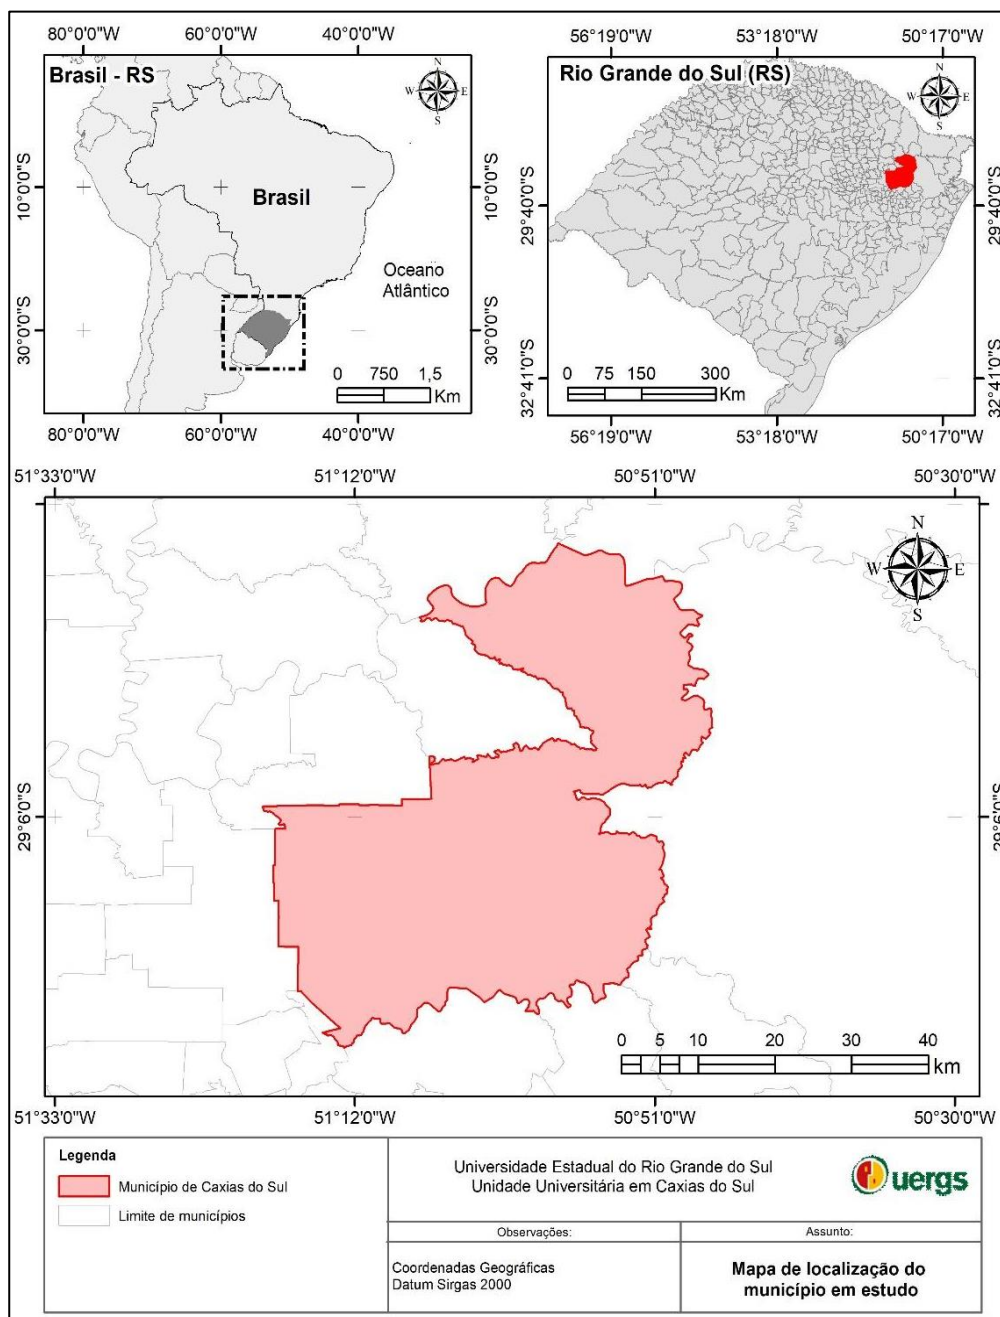 80°0'0"W 60°0'0"W 40°0'0"W
Brasil - RS
N
W E
S
10°0'0"S
10°0'0"S
Brasil
Oceano
Atlântico
30°0'0"S
30°0'0"S
0 750 1,5
Km
80°0'0"W 60°0'0"W 40°0'0"W
56°19'0"W 53°18'0"W 50°17'0"W
Rio Grande do Sul (RS)
N
W E
S
29°40'0"S
29°40'0"S
0 75 150 300
Km
32°41'0"S
32°41'0"S
56°19'0"W 53°18'0"W 50°17'0"W
51°33'0"W 51°12'0"W 50°51'0"W 50°30'0"W
N
W E
S
29°6'0"S
29°6'0"S
0 5 10 20 30 40
km
51°33'0"W 51°12'0"W 50°51'0"W 50°30'0"W
Legenda
Município de Caxias do Sul
Limite de municípios
Universidade Estadual do Rio Grande do Sul
Unidade Universitária em Caxias do Sul
uergs
Observações:
Coordenadas Geográficas
Datum Sirgas 2000
Assunto:
Mapa de localização do
município em estudo